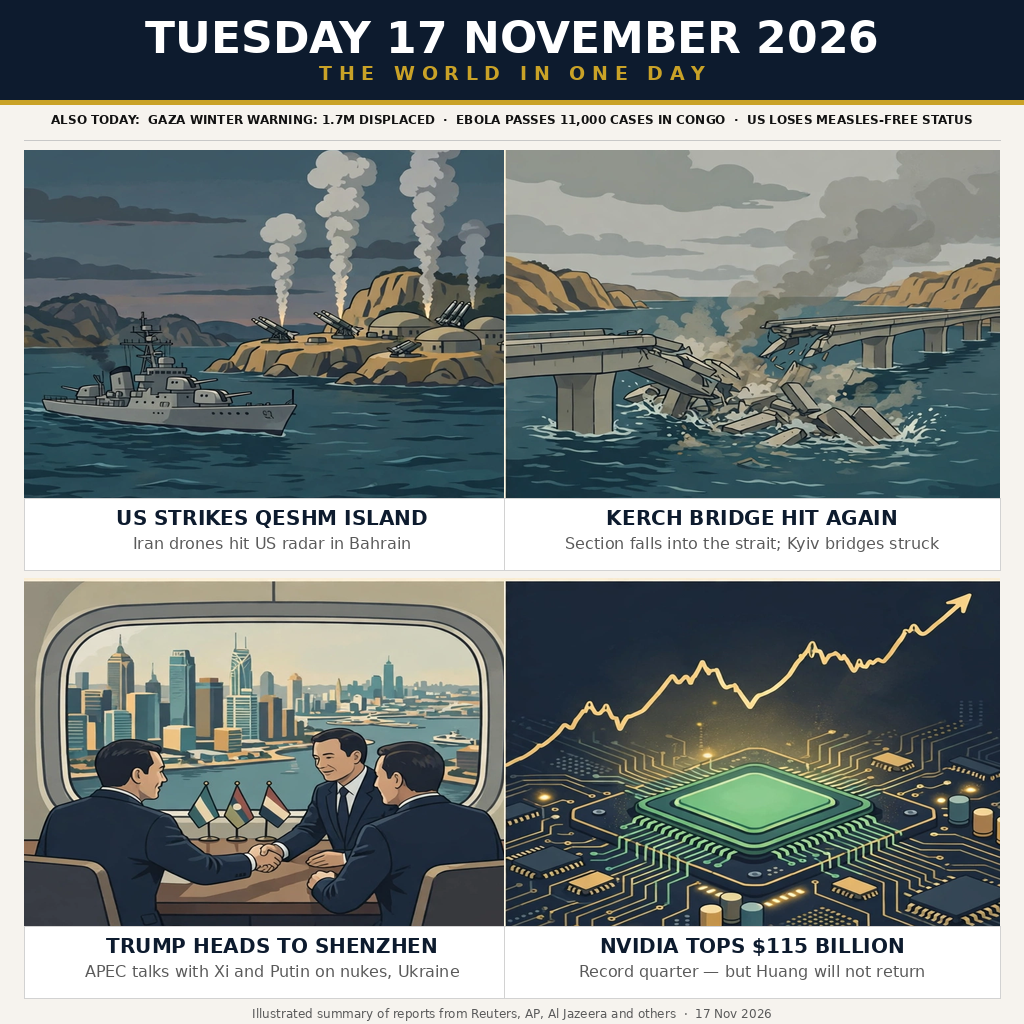 TUESDAY 17 NOVEMBER 2026
THE WORLD IN ONE DAY
ALSO TODAY: GAZA WINTER WARNING: 1.7M DISPLACED · EBOLA PASSES 11,000 CASES IN CONGO · US LOSES MEASLES-FREE STATUS
US STRIKES QESHM ISLAND
Iran drones hit US radar in Bahrain
KERCH BRIDGE HIT AGAIN
Section falls into the strait; Kyiv bridges struck
TRUMP HEADS TO SHENZHEN
APEC talks with Xi and Putin on nukes, Ukraine
NVIDIA TOPS $115 BILLION
Record quarter — but Huang will not return
Illustrated summary of reports from Reuters, AP, Al Jazeera and others · 17 Nov 2026